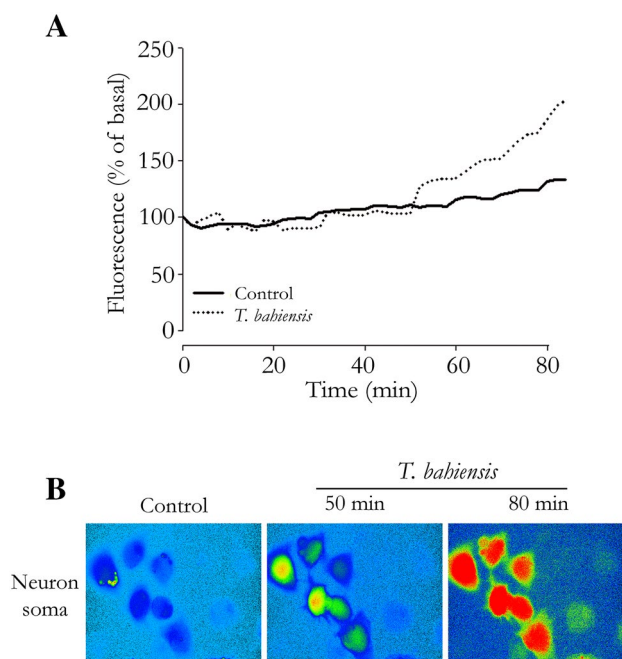 A
250
200
150
100
50
0
Fluorescence (% of basal)
Control
T. bahiensis
0 20 40 60 80
Time (min)
B
T. bahiensis
Control 50 min 80 min
Neuron
soma